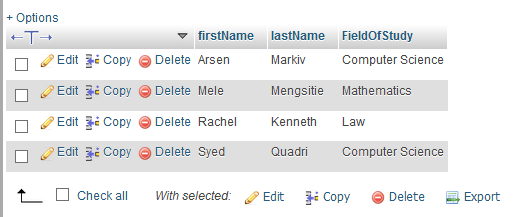 + Options
firstName lastName FieldOfStudy
Edit Copy Delete Arsen Markiv Computer Science
Edit Copy Delete Mele Mengsitie Mathematics
Edit Copy Delete Rachel Kenneth Law
Edit Copy Delete Syed Quadri Computer Science
Check all With selected: Edit Copy Delete Export